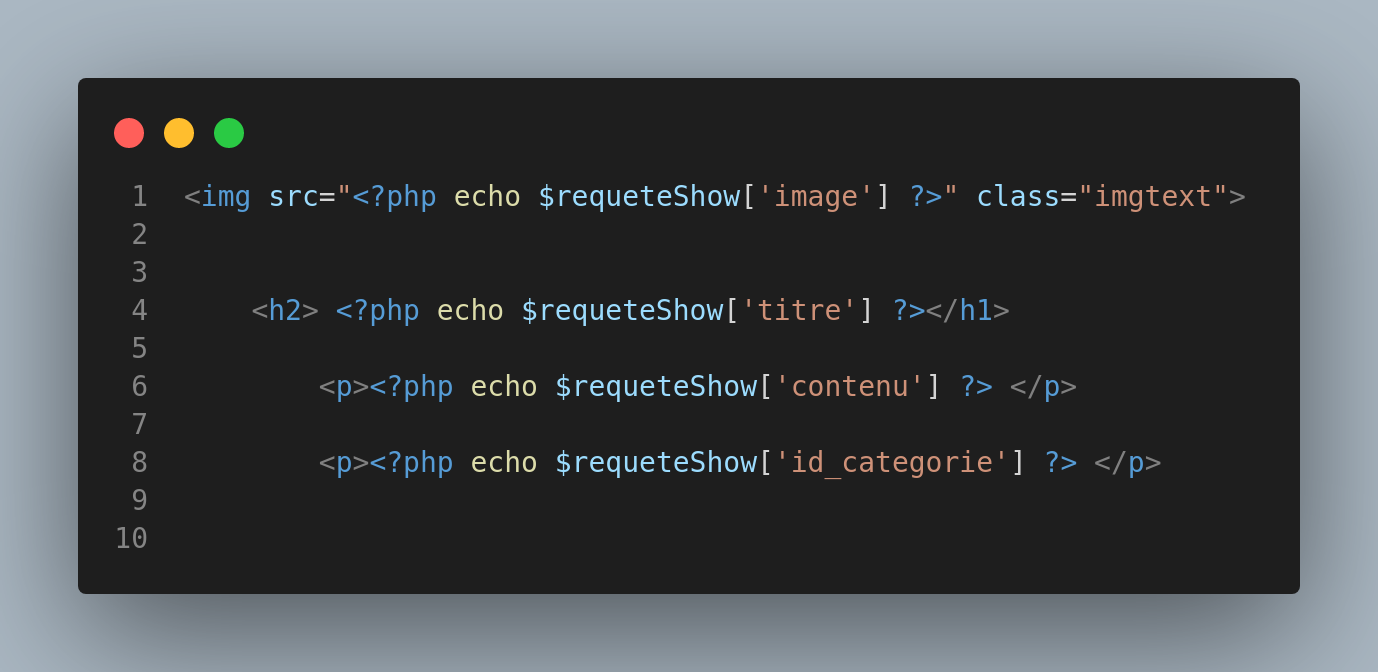 1 <img src="<?php echo $requeteShow['image'] ?>" class="imgtext">
2
3
4 <h2> <?php echo $requeteShow['titre'] ?></h1>
5
6 <p><?php echo $requeteShow['contenu'] ?> </p>
7
8 <p><?php echo $requeteShow['id_categorie'] ?> </p>
9
10